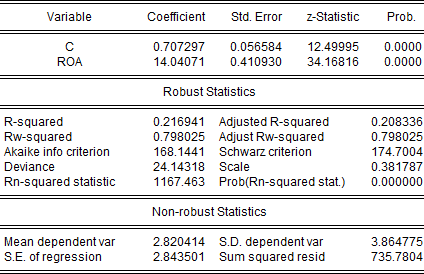 Variable Coefficient Std. Error z-Statistic Prob.
C 0.707297 0.056584 12.49995 0.0000
ROA 14.04071 0.410930 34.16816 0.0000
Robust Statistics
R-squared 0.216941 Adjusted R-squared 0.208336
Rw-squared 0.798025 Adjust Rw-squared 0.798025
Akaike info criterion 168.1441 Schwarz criterion 174.7004
Deviance 24.14318 Scale 0.381787
Rn-squared statistic 1167.463 Prob(Rn-squared stat.) 0.000000
Non-robust Statistics
Mean dependent var 2.820414 S.D. dependent var 3.864775
S.E. of regression 2.843501 Sum squared resid 735.7804